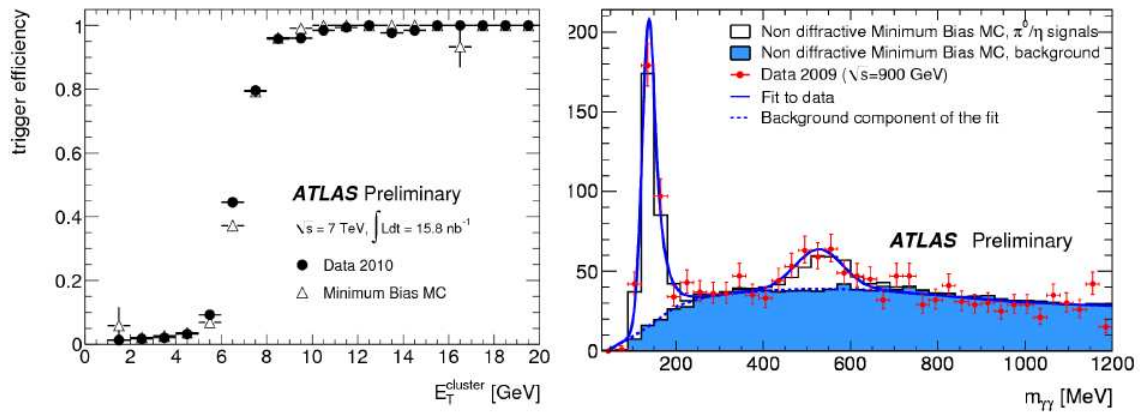 trigger efficiency
1
0.8
0.6
0.4
0.2
0
ATLAS Preliminary
√s = 7 TeV, ∫Ldt = 15.8 nb⁻¹
Data 2010
Minimum Bias MC
0 2 4 6 8 10 12 14 16 18 20
E_T^cluster [GeV]
200
150
100
50
0
Non diffractive Minimum Bias MC, π⁰/η signals
Non diffractive Minimum Bias MC, background
Data 2009 (√s=900 GeV)
Fit to data
Background component of the fit
ATLAS Preliminary
200 400 600 800 1000 1200
m_γγ [MeV]